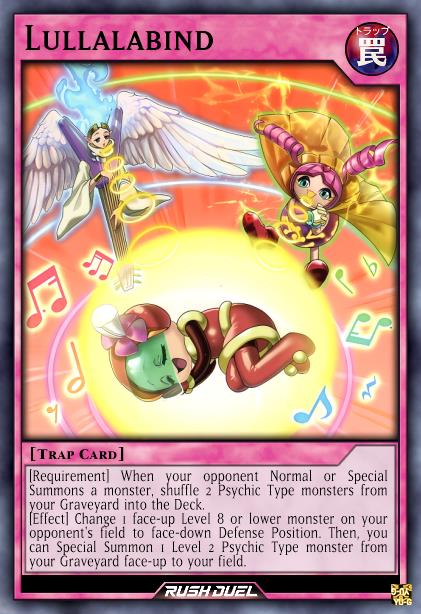 Lullalabind
トラップ
罠
[Trap Card]
[Requirement] When your opponent Normal or Special
Summons a monster, shuffle 2 Psychic Type monsters from
your Graveyard into the Deck.
[Effect] Change 1 face-up Level 8 or lower monster on your
opponent's field to face-down Defense Position. Then, you
can Special Summon 1 Level 2 Psychic Type monster from
your Graveyard face-up to your field.
RUSH DUEL